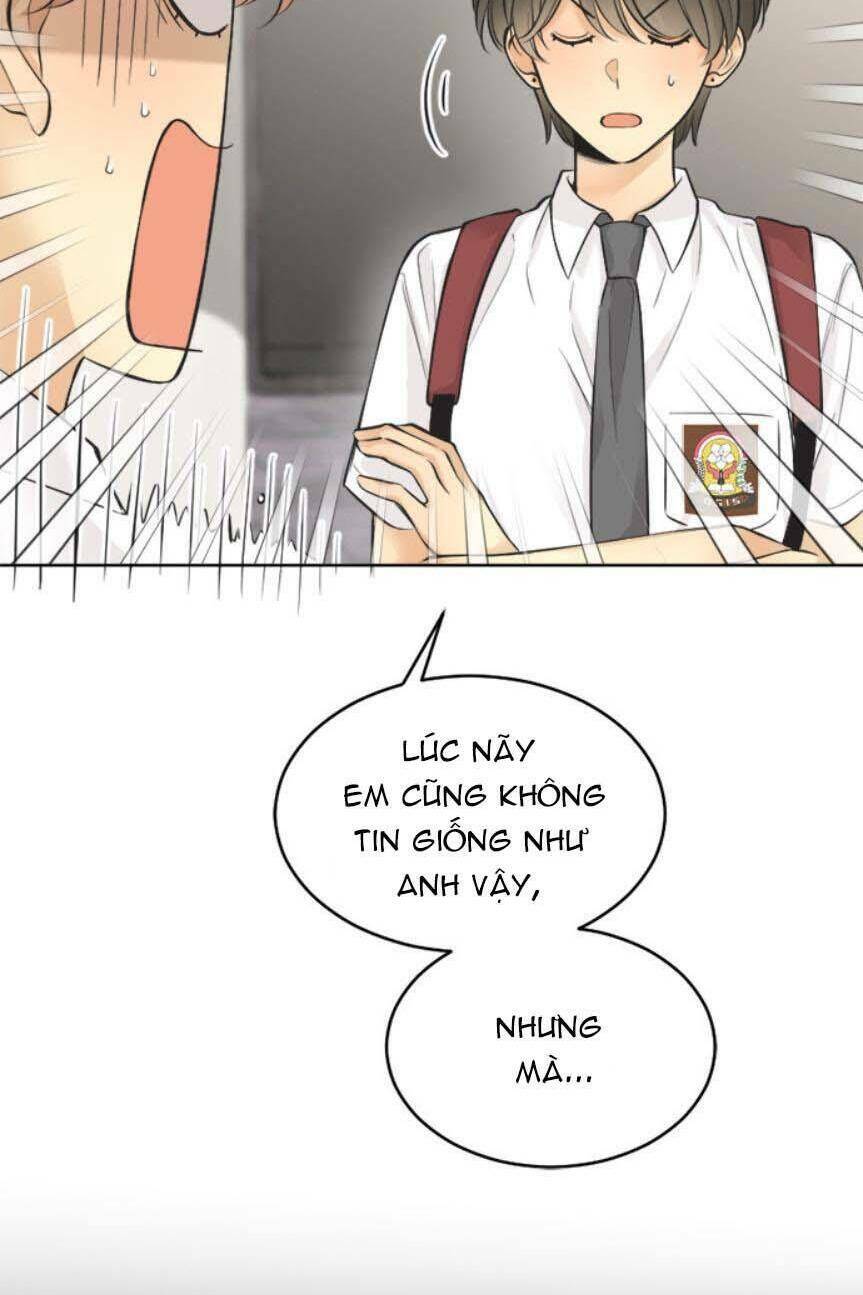 LÚC NÃY
EM CŨNG KHÔNG
TIN GIỐNG NHƯ
ANH VẬY,
NHƯNG
MÀ...